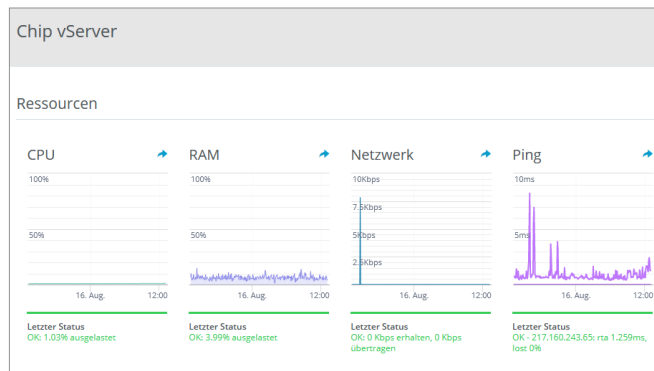 Chip vServer
Ressourcen
CPU
100%
50%
16. Aug.
12:00
Letzter Status
OK: 1.03% ausgelastet
RAM
100%
50%
16. Aug.
12:00
Letzter Status
OK: 3.99% ausgelastet
Netzwerk
10Kbps
7.5Kbps
5Kbps
2.5Kbps
16. Aug.
12:00
Letzter Status
OK: 0 Kbps erhalten, 0 Kbps
übertragen
Ping
10ms
5ms
16. Aug.
12:00
Letzter Status
OK - 217.160.243.65: rta 1.259ms,
lost 0%